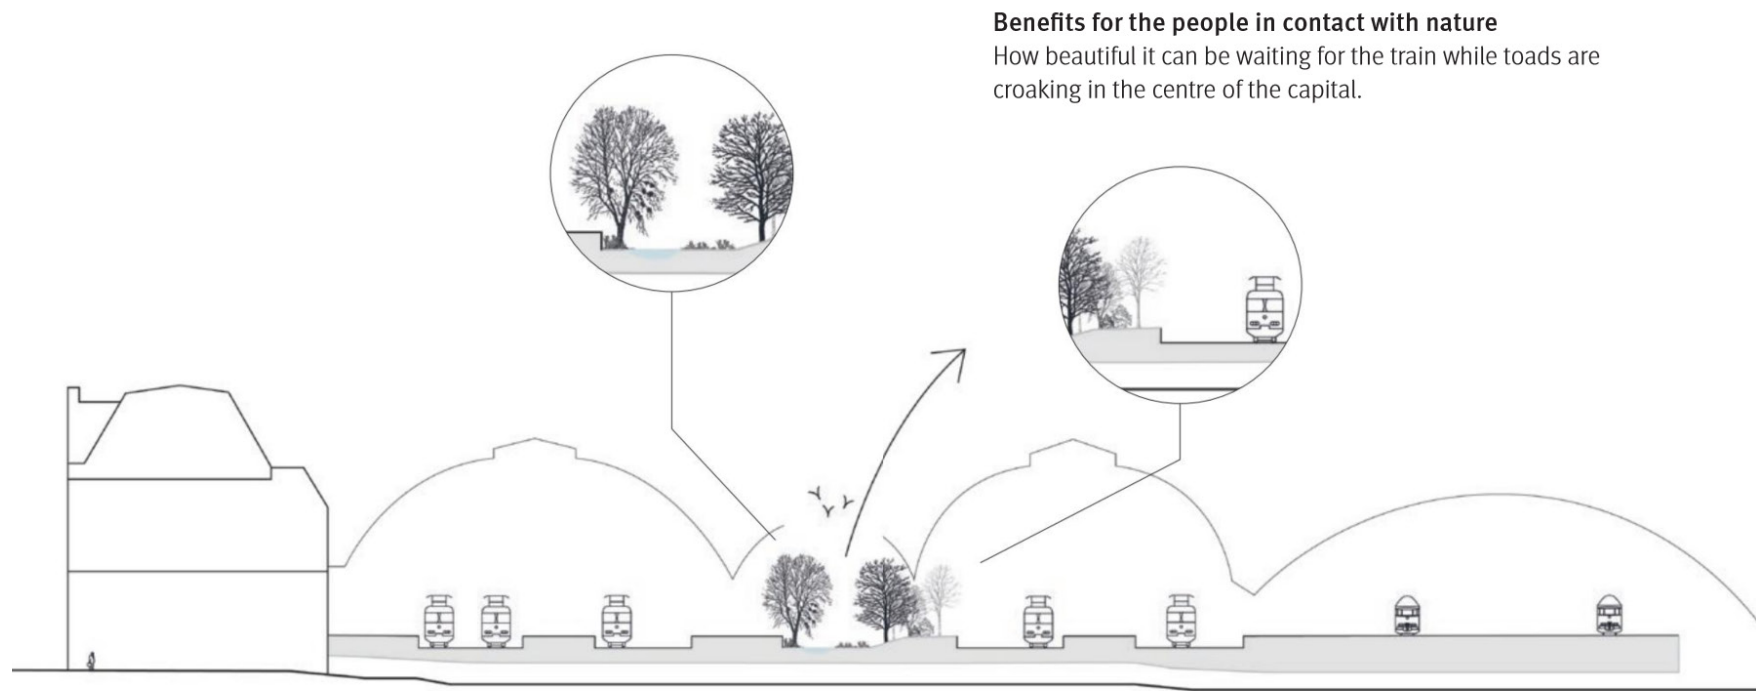 Benefits for the people in contact with nature
How beautiful it can be waiting for the train while toads are
croaking in the centre of the capital.